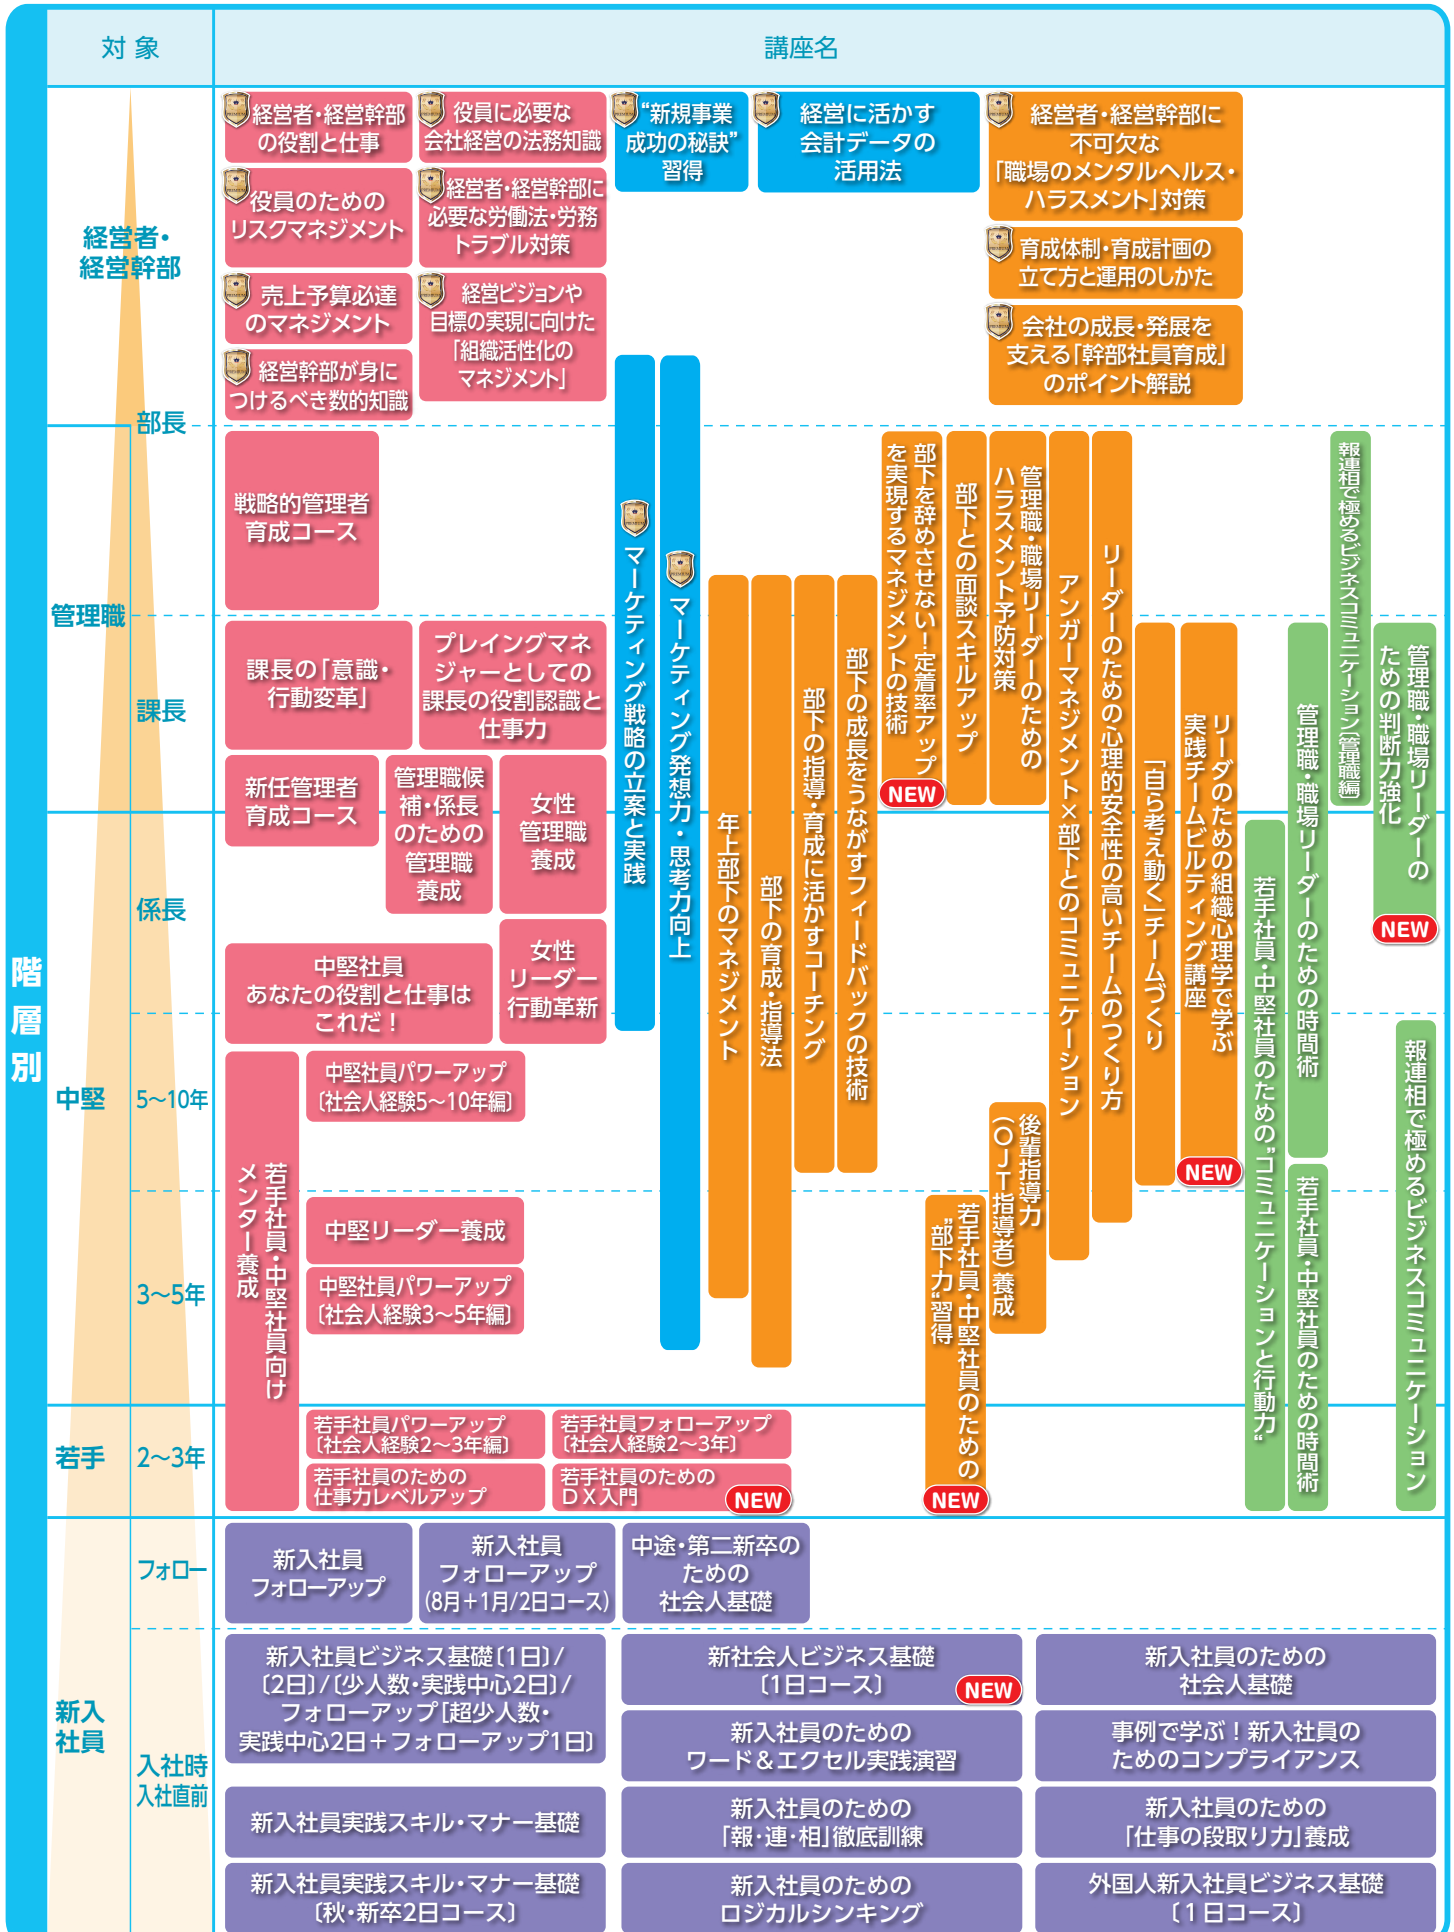 対 象
講座名
階層別
経営者・
経営幹部
部長
管理職
課長
係長
中堅
5〜10年
3〜5年
若手
2〜3年
新入
社員
フォロー
入社時
入社直前
経営者・経営幹部
の役割と仕事
役員に必要な
会社経営の法務知識
“新規事業
成功の秘訣”
習得
経営に活かす
会計データの
活用法
経営者・経営幹部に
不可欠な
「職場のメンタルヘルス・
ハラスメント」対策
役員のための
リスクマネジメント
経営者・経営幹部に
必要な労働法・労務
トラブル対策
育成体制・育成計画の
立て方と運用のしかた
売上予算必達
のマネジメント
経営ビジョンや
目標の実現に向けた
「組織活性化の
マネジメント」
会社の成長・発展を
支える「幹部社員育成」
のポイント解説
経営幹部が身に
つけるべき数的知識
戦略的管理者
育成コース
課長の「意識・
行動変革」
プレイングマネ
ジャーとしての
課長の役割認識と
仕事力
新任管理者
育成コース
管理職候
補・係長
のための
管理職
養成
女性
管理職
養成
中堅社員
あなたの役割と仕事は
これだ！
女性
リーダー
行動革新
若手社員・中堅社員向け
メンター養成
中堅社員パワーアップ
〔社会人経験5〜10年編〕
中堅リーダー養成
中堅社員パワーアップ
〔社会人経験3〜5年編〕
若手社員パワーアップ
〔社会人経験2〜3年編〕
若手社員フォローアップ
〔社会人経験2〜3年〕
若手社員のための
仕事力レベルアップ
若手社員のための
ＤＸ入門
NEW
マーケティング戦略の立案と実践
マーケティング発想力・思考力向上
年上部下のマネジメント
部下の育成・指導法
部下の指導・育成に活かすコーチング
部下の成長をうながすフィードバックの技術
部下を辞めさせない！定着率アップ
を実現するマネジメントの技術
NEW
部下との面談スキルアップ
管理職・職場リーダーのための
ハラスメント予防対策
アンガーマネジメント×部下とのコミュニケーション
リーダーのための心理的安全性の高いチームのつくり方
「自ら考え動く」チームづくり
リーダのための組織心理学で学ぶ
実践チームビルティング講座
NEW
若手社員・中堅社員のための
“部下力”習得
NEW
後輩指導力
（ＯＪＴ指導者）養成
若手社員・中堅社員のための“コミュニケーションと行動力”
管理職・職場リーダーのための時間術
若手社員・中堅社員のための時間術
報連相で極めるビジネスコミュニケーション〔管理職編〕
管理職・職場リーダーの
ための判断力強化
NEW
報連相で極めるビジネスコミュニケーション
新入社員
フォローアップ
新入社員
フォローアップ
(8月＋1月/2日コース)
中途・第二新卒の
ための
社会人基礎
新入社員ビジネス基礎〔1日〕/
〔2日〕/〔少人数・実践中心2日〕/
フォローアップ［超少人数・
実践中心2日＋フォローアップ1日〕
新社会人ビジネス基礎
〔1日コース〕
NEW
新入社員のための
社会人基礎
新入社員のための
ワード＆エクセル実践演習
事例で学ぶ！新入社員の
ためのコンプライアンス
新入社員実践スキル・マナー基礎
新入社員のための
「報・連・相」徹底訓練
新入社員のための
「仕事の段取り力」養成
新入社員実践スキル・マナー基礎
〔秋・新卒2日コース〕
新入社員のための
ロジカルシンキング
外国人新入社員ビジネス基礎
〔１日コース〕